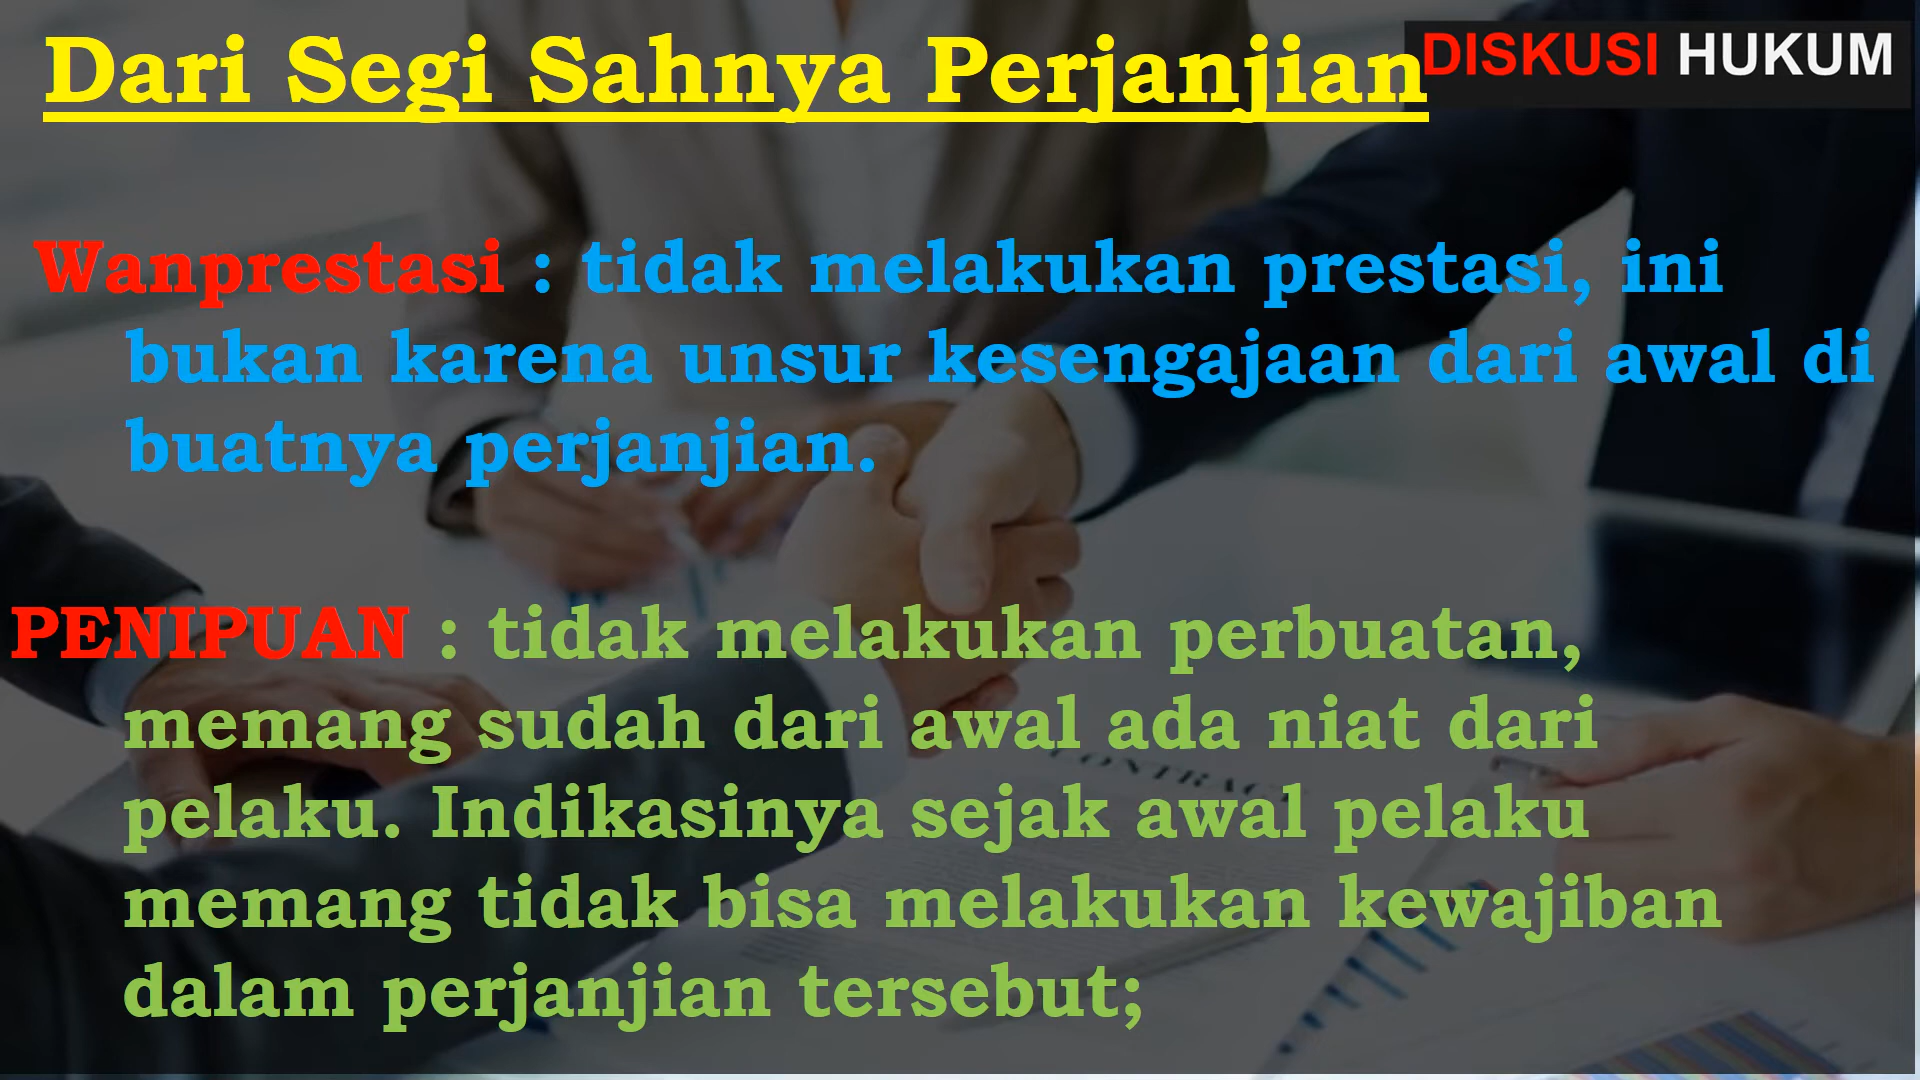 Dari Segi Sahnya Perjanjian
DISKUSI HUKUM
Wanprestasi : tidak melakukan prestasi, ini
bukan karena unsur kesengajaan dari awal di
buatnya perjanjian.
PENIPUAN : tidak melakukan perbuatan,
memang sudah dari awal ada niat dari
pelaku. Indikasinya sejak awal pelaku
memang tidak bisa melakukan kewajiban
dalam perjanjian tersebut;
CONTRACT